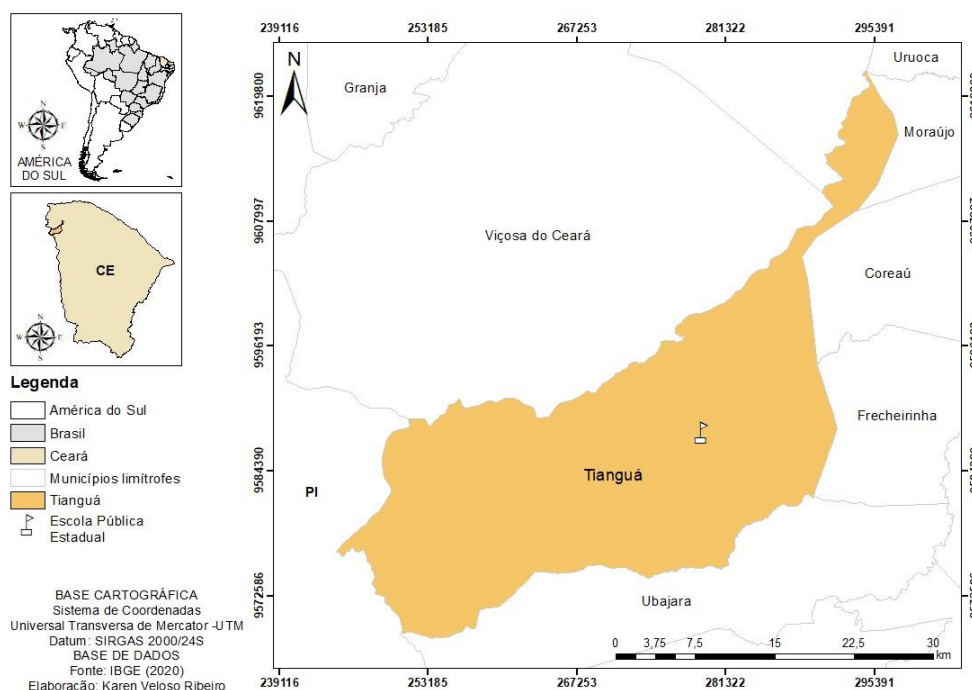 239116 253185 267253 281322 295391
N
Uruoca
Granja
9619800
Moraújo
N
W E
S
AMÉRICA
DO SUL
9607997
Viçosa do Ceará
Coreaú
CE
N
W E
S
9596193
Legenda
América do Sul
Brasil
Ceará
Municípios limítrofes
Tianguá
Escola Pública
Estadual
Frecheirinha
9584390
PI
Tianguá
9572586
Ubajara
0 3,75 7,5 15 22,5 30
km
239116 253185 267253 281322 295391
BASE CARTOGRÁFICA
Sistema de Coordenadas
Universal Transversa de Mercator -UTM
Datum: SIRGAS 2000/24S
BASE DE DADOS
Fonte: IBGE (2020)
Elaboração: Karen Veloso Ribeiro